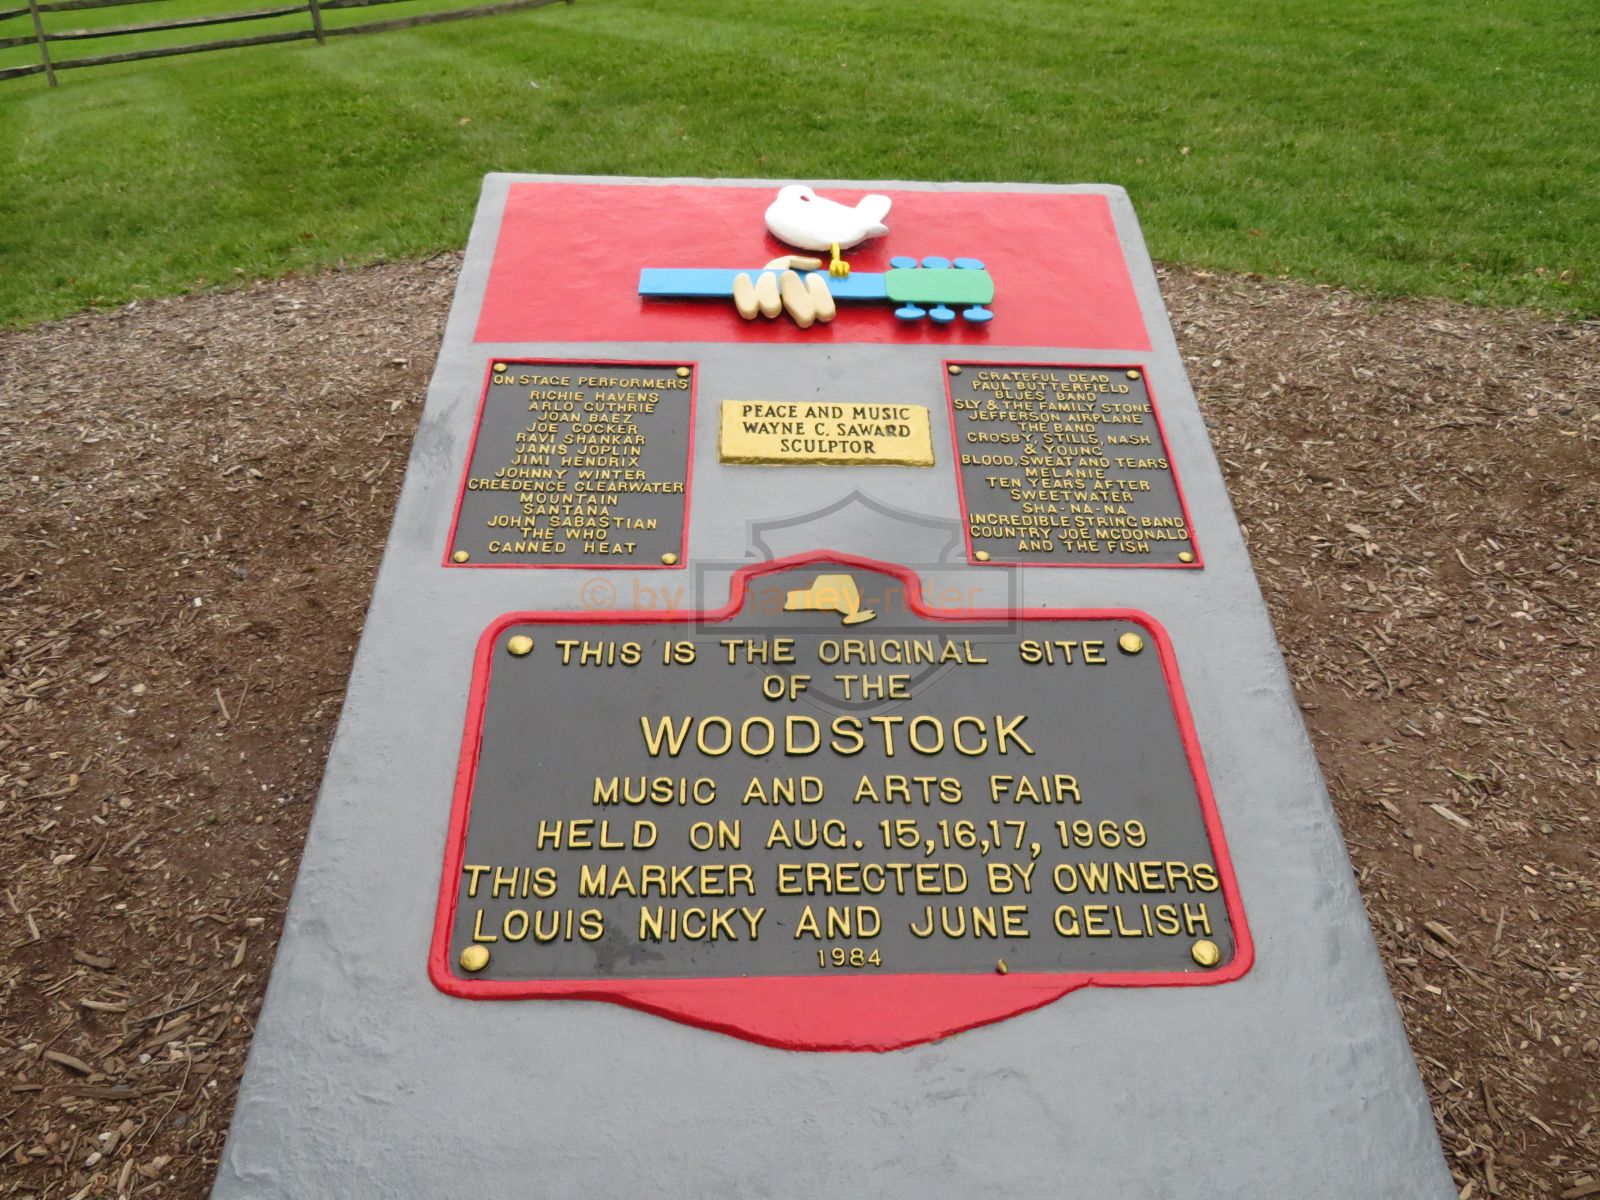 ON STAGE PERFORMERS
RICHIE HAVENS
ARLO GUTHRIE
JOAN BAEZ
JOE COCKER
RAVI SHANKAR
JANIS JOPLIN
JIMI HENDRIX
JOHNNY WINTER
CREEDENCE CLEARWATER
MOUNTAIN
SANTANA
JOHN SABASTIAN
THE WHO
CANNED HEAT
PEACE AND MUSIC
WAYNE C. SAWARD
SCULPTOR
GRATEFUL DEAD
PAUL BUTTERFIELD
BLUES BAND
SLY & THE FAMILY STONE
JEFFERSON AIRPLANE
THE BAND
CROSBY, STILLS, NASH
& YOUNG
BLOOD, SWEAT AND TEARS
MELANIE
TEN YEARS AFTER
SWEETWATER
SHA-NA-NA
INCREDIBLE STRING BAND
COUNTRY JOE MCDONALD
AND THE FISH
© by harley-rider
THIS IS THE ORIGINAL SITE
OF THE
WOODSTOCK
MUSIC AND ARTS FAIR
HELD ON AUG. 15,16,17, 1969
THIS MARKER ERECTED BY OWNERS
LOUIS NICKY AND JUNE GELISH
1984